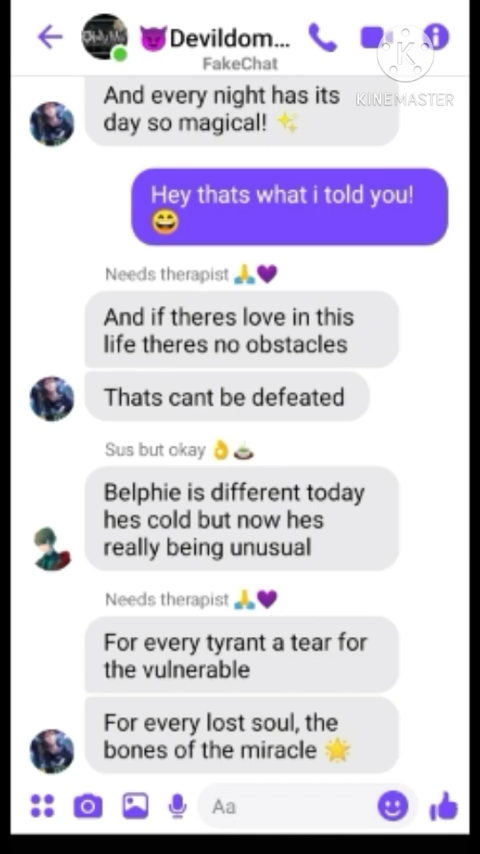 😈Devildom...
FakeChat
KINEMASTER
And every night has its
day so magical! ✨
Hey thats what i told you!
😄
Needs therapist 🙏💜
And if theres love in this
life theres no obstacles
Thats cant be defeated
Sus but okay 👌🍵
Belphie is different today
hes cold but now hes
really being unusual
Needs therapist 🙏💜
For every tyrant a tear for
the vulnerable
For every lost soul, the
bones of the miracle 🌟
Aa